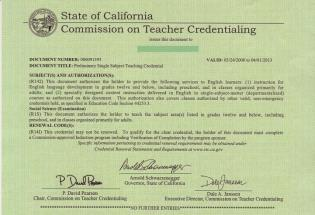 State of California
Commission on Teacher Credentialing
issues this document to
DOCUMENT NUMBER:
VALID: 03/24/2008 to 04/01/2013
DOCUMENT TITLE: Preliminary Single Subject Teaching Credential
SUBJECT(S) AND AUTHORIZATION(S):
(R142) This document authorizes the holder to provide the following services to English learners: (1) instruction for
English language development in grades twelve and below, including preschool, and in classes organized primarily for
adults; and (2) specially designed content instruction delivered in English in single-subject-matter (departmentalized)
courses as authorized on this document. This authorization also covers classes authorized by other valid, non-emergency
credentials held, as specified in Education Code Section 44253.3.
Social Science (Examination)
This document authorizes the holder to teach the subject area(s) listed in grades twelve and below, including
preschool, and in classes organized primarily for adults.
RENEWAL CODE(S):
This credential may not be renewed. To qualify for the clear credential, the holder of this document must complete
a Commission-approved Induction program including Verification of Completion by the program sponsor.
Specific information pertaining to credential renewal requirements may be obtained under
Credential Renewal Statements and Requirements at www.ctc.ca.gov
P. David Pearson
Chair, Commission on Teacher Credentialing
Arnold Schwarzenegger
Governor, State of California
Dale A. Janssen
Executive Director, Commission on Teacher Credentialing
NO FURTHER ENTRIES